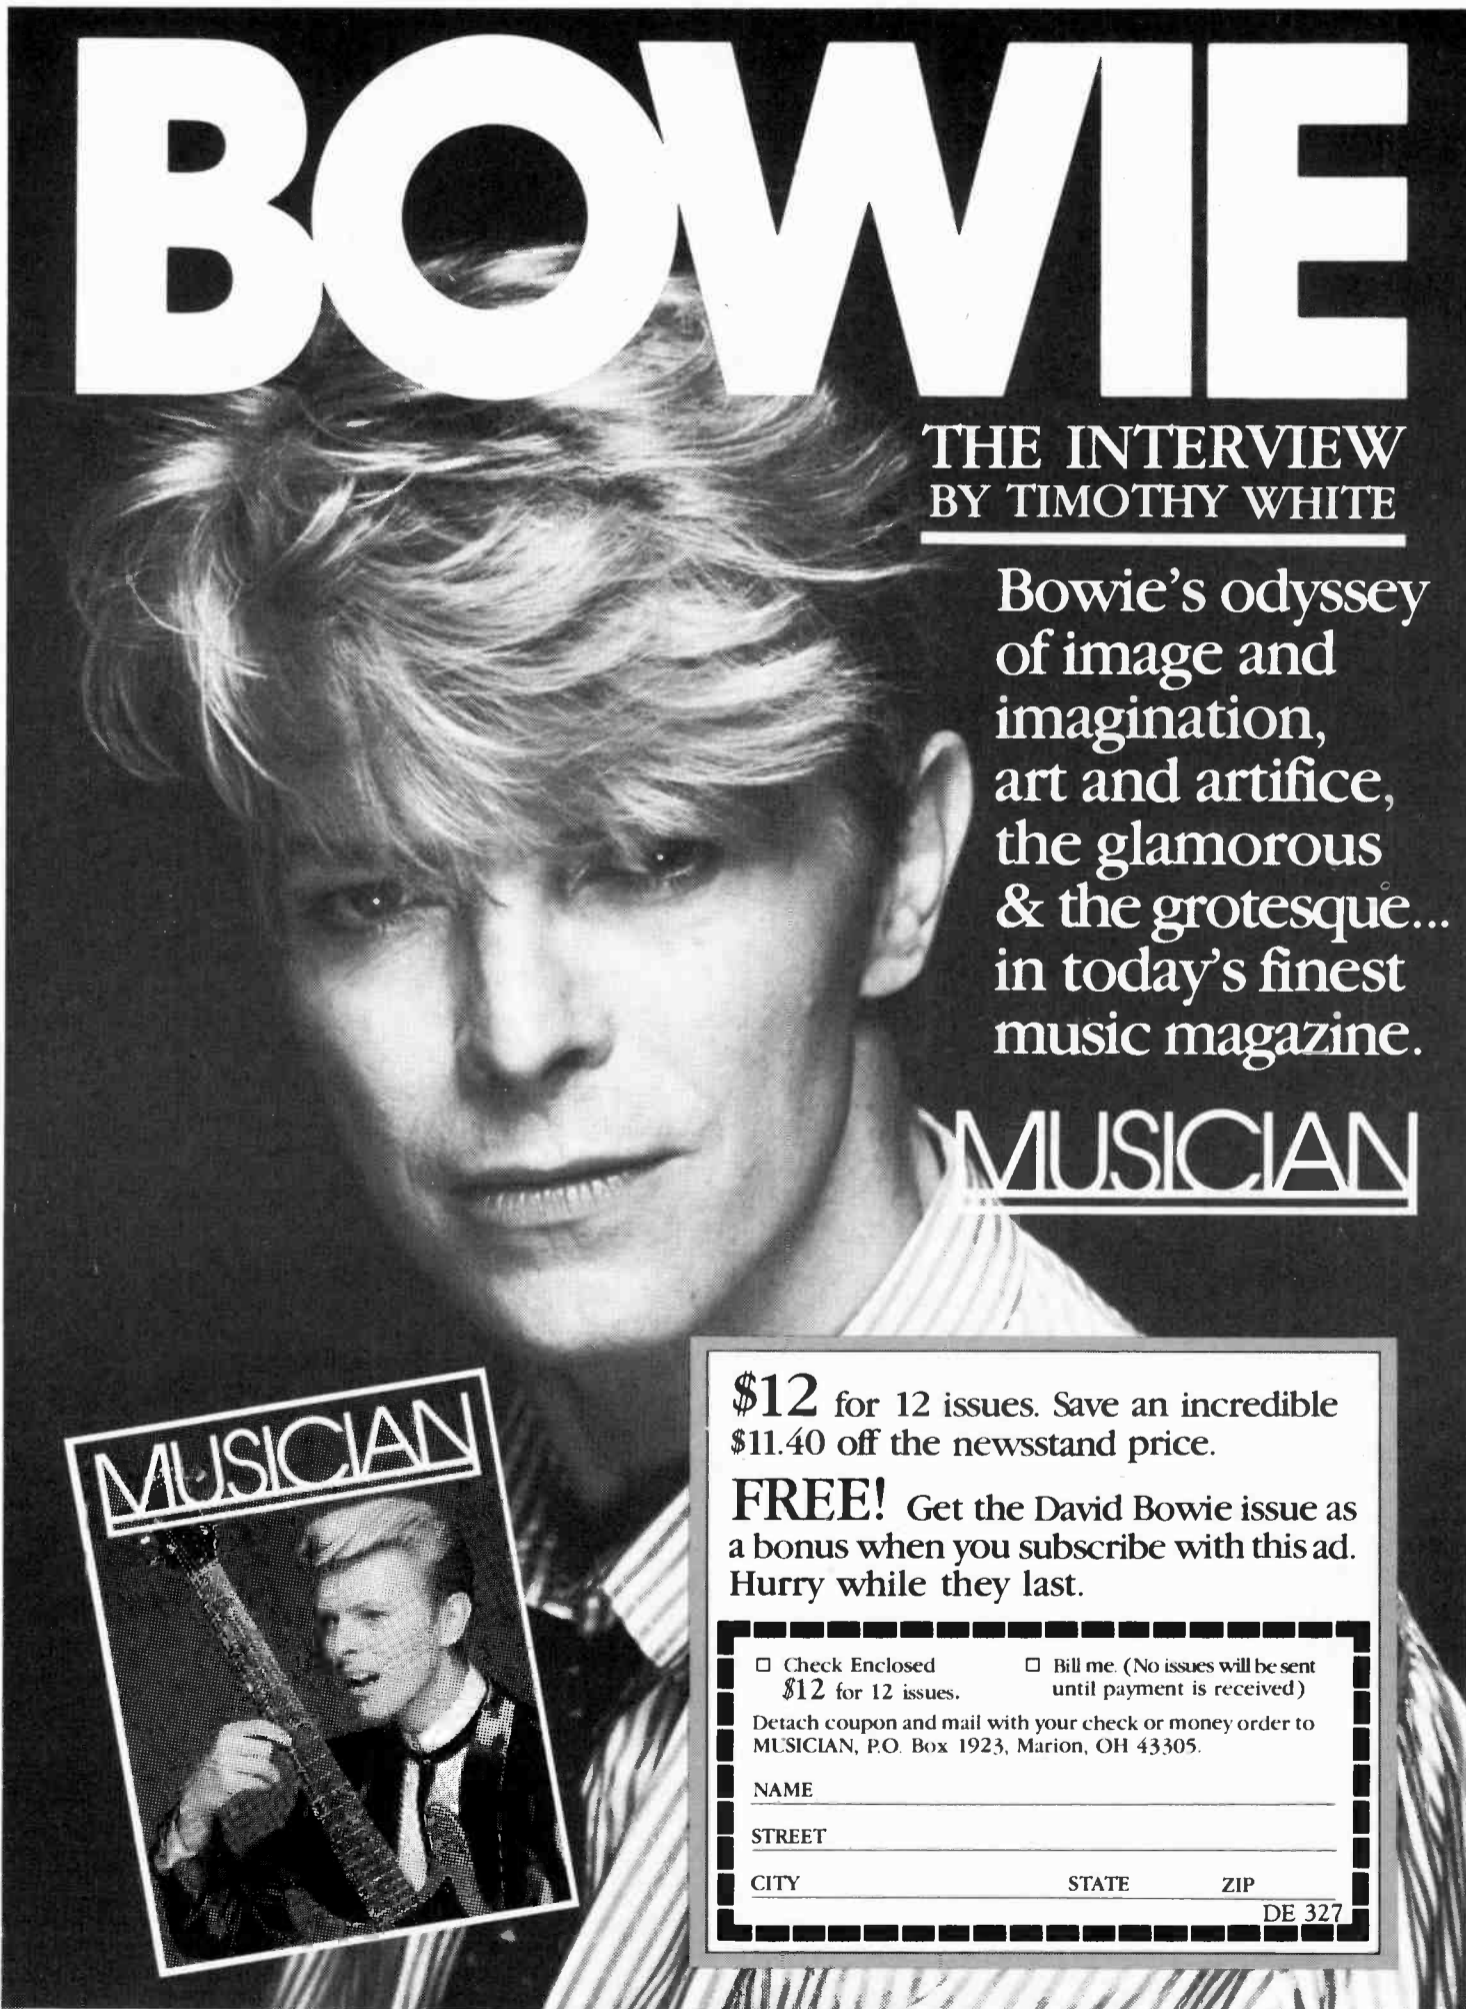 BOWIE
THE INTERVIEW
BY TIMOTHY WHITE
Bowie's odyssey
of image and
imagination,
art and artifice,
the glamorous
& the grotesque...
in today's finest
music magazine.
MUSICIAN
MUSICIAN
$12 for 12 issues. Save an incredible
$11.40 off the newsstand price.
FREE! Get the David Bowie issue as
a bonus when you subscribe with this ad.
Hurry while they last.
☐ Check Enclosed
$12 for 12 issues.
☐ Bill me. (No issues will be sent
until payment is received)
Detach coupon and mail with your check or money order to
MUSICIAN, P.O. Box 1923, Marion, OH 43305.
NAME
STREET
CITY STATE ZIP
DE 327